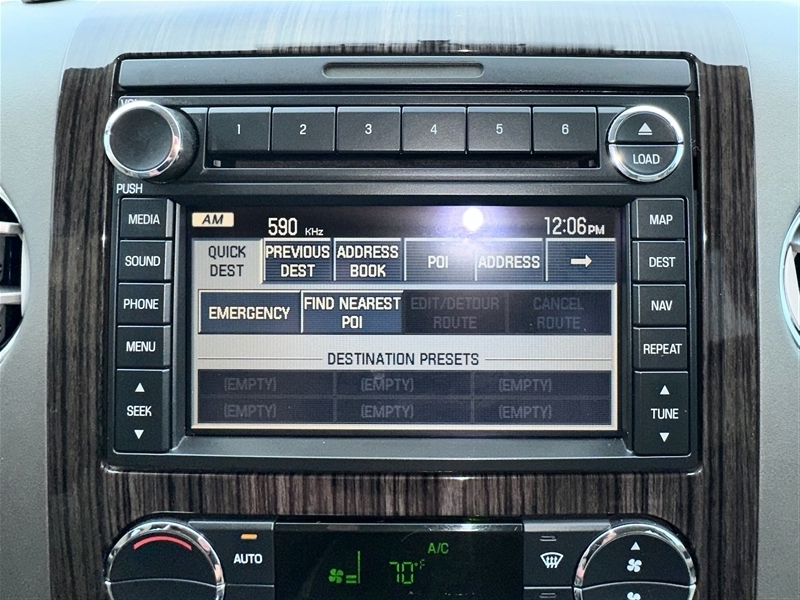 VOL
1 2 3 4 5 6
LOAD
PUSH
MEDIA
SOUND
PHONE
MENU
SEEK
AM 590 KHz 12:06PM
QUICK DEST
PREVIOUS DEST
ADDRESS BOOK
POI
ADDRESS
EMERGENCY
FIND NEAREST POI
EDIT/DETOUR ROUTE
CANCEL ROUTE
DESTINATION PRESETS
(EMPTY) (EMPTY) (EMPTY)
(EMPTY) (EMPTY) (EMPTY)
MAP
DEST
NAV
REPEAT
TUNE
AUTO
A/C
70°F